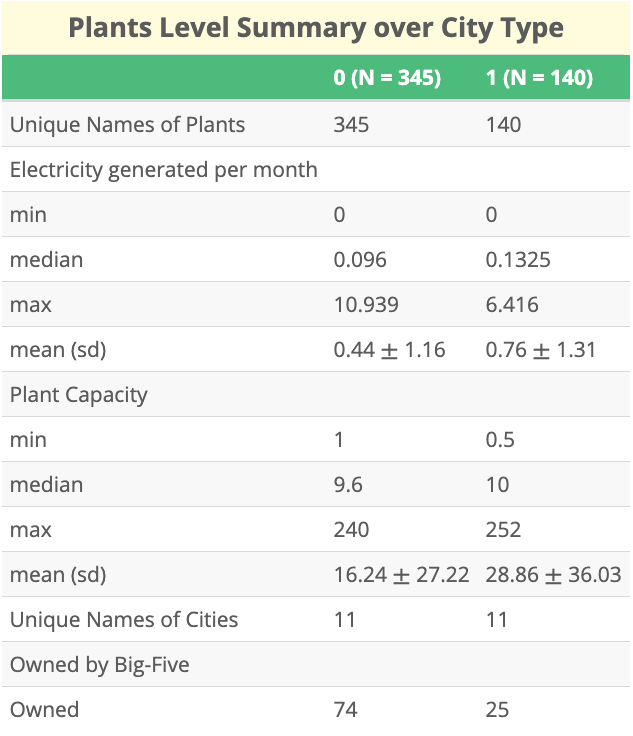 Plants Level Summary over City Type
0 (N = 345) 1 (N = 140)
Unique Names of Plants 345 140
Electricity generated per month
min 0 0
median 0.096 0.1325
max 10.939 6.416
mean (sd) 0.44 ± 1.16 0.76 ± 1.31
Plant Capacity
min 1 0.5
median 9.6 10
max 240 252
mean (sd) 16.24 ± 27.22 28.86 ± 36.03
Unique Names of Cities 11 11
Owned by Big-Five
Owned 74 25